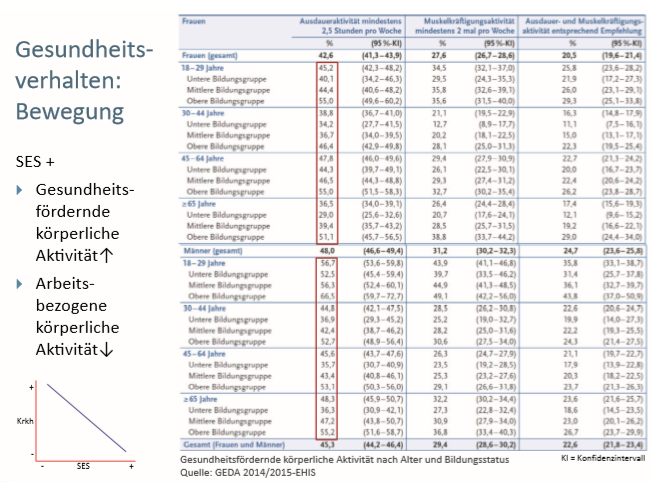 Gesundheits-
verhalten:
Bewegung
SES +
Gesundheits-
fördernde
körperliche
Aktivität↑
Arbeits-
bezogene
körperliche
Aktivität↓
+
Krkh
-
- SES +
Frauen Ausdaueraktivität mindestens Muskelkräftigungsaktivität Ausdauer- und Muskelkräftigungs-
2,5 Stunden pro Woche mindestens 2 mal pro Woche aktivität entsprechend Empfehlung
% (95%-KI) % (95%-KI) % (95%-KI)
Frauen (gesamt) 42,6 (41,3–43,9) 27,6 (26,7–28,6) 20,5 (19,6–21,4)
18–29 Jahre 45,2 (42,3–48,2) 34,5 (32,1–37,0) 25,8 (23,6–28,2)
Untere Bildungsgruppe 40,1 (34,2–46,3) 29,5 (24,3–35,3) 21,9 (17,2–27,3)
Mittlere Bildungsgruppe 44,4 (40,6–48,2) 35,8 (32,6–39,1) 26,0 (23,1–29,1)
Obere Bildungsgruppe 55,0 (49,6–60,2) 35,6 (31,5–40,0) 29,3 (25,1–33,8)
30–44 Jahre 38,8 (36,7–41,0) 21,1 (19,5–22,9) 16,3 (14,8–17,9)
Untere Bildungsgruppe 34,2 (27,7–41,5) 12,7 (8,9–17,7) 11,1 (7,5–16,1)
Mittlere Bildungsgruppe 36,7 (34,0–39,5) 20,2 (18,1–22,5) 15,0 (13,1–17,1)
Obere Bildungsgruppe 46,4 (42,9–49,8) 28,1 (25,0–31,3) 22,3 (19,5–25,4)
45–64 Jahre 47,8 (46,0–49,6) 29,4 (27,9–30,9) 22,7 (21,3–24,2)
Untere Bildungsgruppe 44,3 (39,7–49,1) 26,1 (22,5–30,1) 20,0 (16,7–23,7)
Mittlere Bildungsgruppe 46,5 (44,3–48,8) 29,3 (27,4–31,2) 22,4 (20,6–24,2)
Obere Bildungsgruppe 55,0 (51,5–58,3) 32,7 (30,2–35,4) 26,2 (23,8–28,7)
≥65 Jahre 36,5 (34,0–39,1) 26,4 (24,4–28,4) 17,4 (15,6–19,3)
Untere Bildungsgruppe 29,0 (25,6–32,6) 20,7 (17,6–24,1) 12,1 (9,6–15,2)
Mittlere Bildungsgruppe 39,4 (35,7–43,2) 28,5 (25,7–31,5) 19,2 (16,6–22,1)
Obere Bildungsgruppe 51,1 (45,7–56,5) 38,8 (33,7–44,2) 29,0 (24,4–34,0)
Männer (gesamt) 48,0 (46,6–49,4) 31,2 (30,2–32,3) 24,7 (23,6–25,8)
18–29 Jahre 56,7 (53,6–59,8) 43,9 (41,1–46,8) 35,8 (33,1–38,7)
Untere Bildungsgruppe 52,5 (45,4–59,4) 39,7 (33,5–46,2) 31,4 (25,7–37,8)
Mittlere Bildungsgruppe 56,3 (52,4–60,1) 44,9 (41,3–48,5) 36,1 (32,7–39,7)
Obere Bildungsgruppe 66,5 (59,7–72,7) 49,1 (42,2–56,0) 43,8 (37,0–50,9)
30–44 Jahre 44,8 (42,1–47,5) 28,5 (26,2–30,8) 22,6 (20,6–24,7)
Untere Bildungsgruppe 36,9 (29,3–45,2) 25,2 (19,0–32,7) 19,9 (14,0–27,3)
Mittlere Bildungsgruppe 42,4 (38,7–46,2) 28,2 (25,0–31,6) 22,2 (19,3–25,5)
Obere Bildungsgruppe 52,7 (48,9–56,4) 30,6 (27,5–34,0) 24,3 (21,4–27,5)
45–64 Jahre 45,6 (43,7–47,6) 26,3 (24,7–27,9) 21,1 (19,7–22,7)
Untere Bildungsgruppe 35,7 (30,7–40,9) 23,5 (19,2–28,5) 17,9 (13,9–22,8)
Mittlere Bildungsgruppe 43,4 (40,8–46,1) 25,3 (23,2–27,6) 20,3 (18,2–22,5)
Obere Bildungsgruppe 53,1 (50,3–56,0) 29,1 (26,6–31,8) 23,7 (21,3–26,3)
≥65 Jahre 48,3 (45,9–50,7) 32,2 (30,2–34,4) 23,6 (21,6–25,7)
Untere Bildungsgruppe 36,3 (30,9–42,1) 27,3 (22,8–32,4) 18,6 (14,5–23,5)
Mittlere Bildungsgruppe 47,2 (43,8–50,7) 30,9 (27,9–34,0) 23,0 (20,1–26,2)
Obere Bildungsgruppe 55,2 (51,6–58,7) 36,8 (33,4–40,3) 26,7 (23,7–29,9)
Gesamt (Frauen und Männer) 45,3 (44,2–46,4) 29,4 (28,6–30,2) 22,6 (21,8–23,4)
Gesundheitsfördernde körperliche Aktivität nach Alter und Bildungsstatus KI = Konfidenzintervall
Quelle: GEDA 2014/2015-EHIS